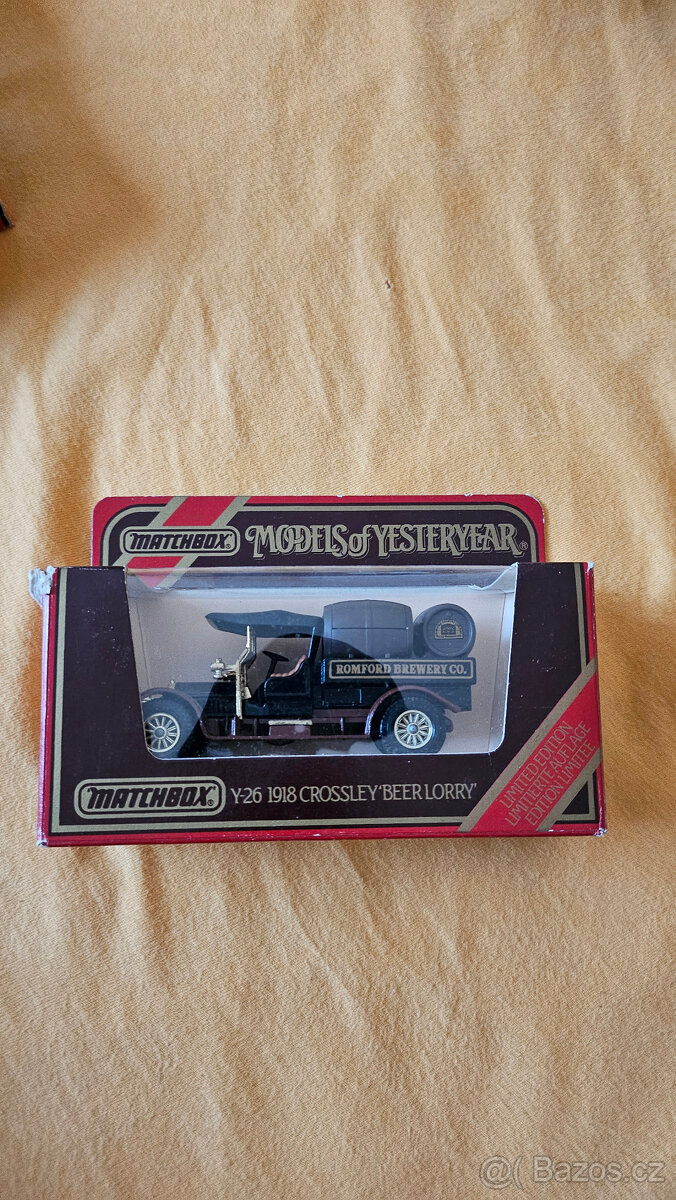 MATCHBOX
MODELS of YESTERYEAR®
ROMFORD BREWERY CO.
MATCHBOX
Y-26 1918 CROSSLEY 'BEER LORRY'
LIMITED EDITION
LIMITIERTE AUFLAGE
EDITION LIMITÉE
@( Bazos.cz